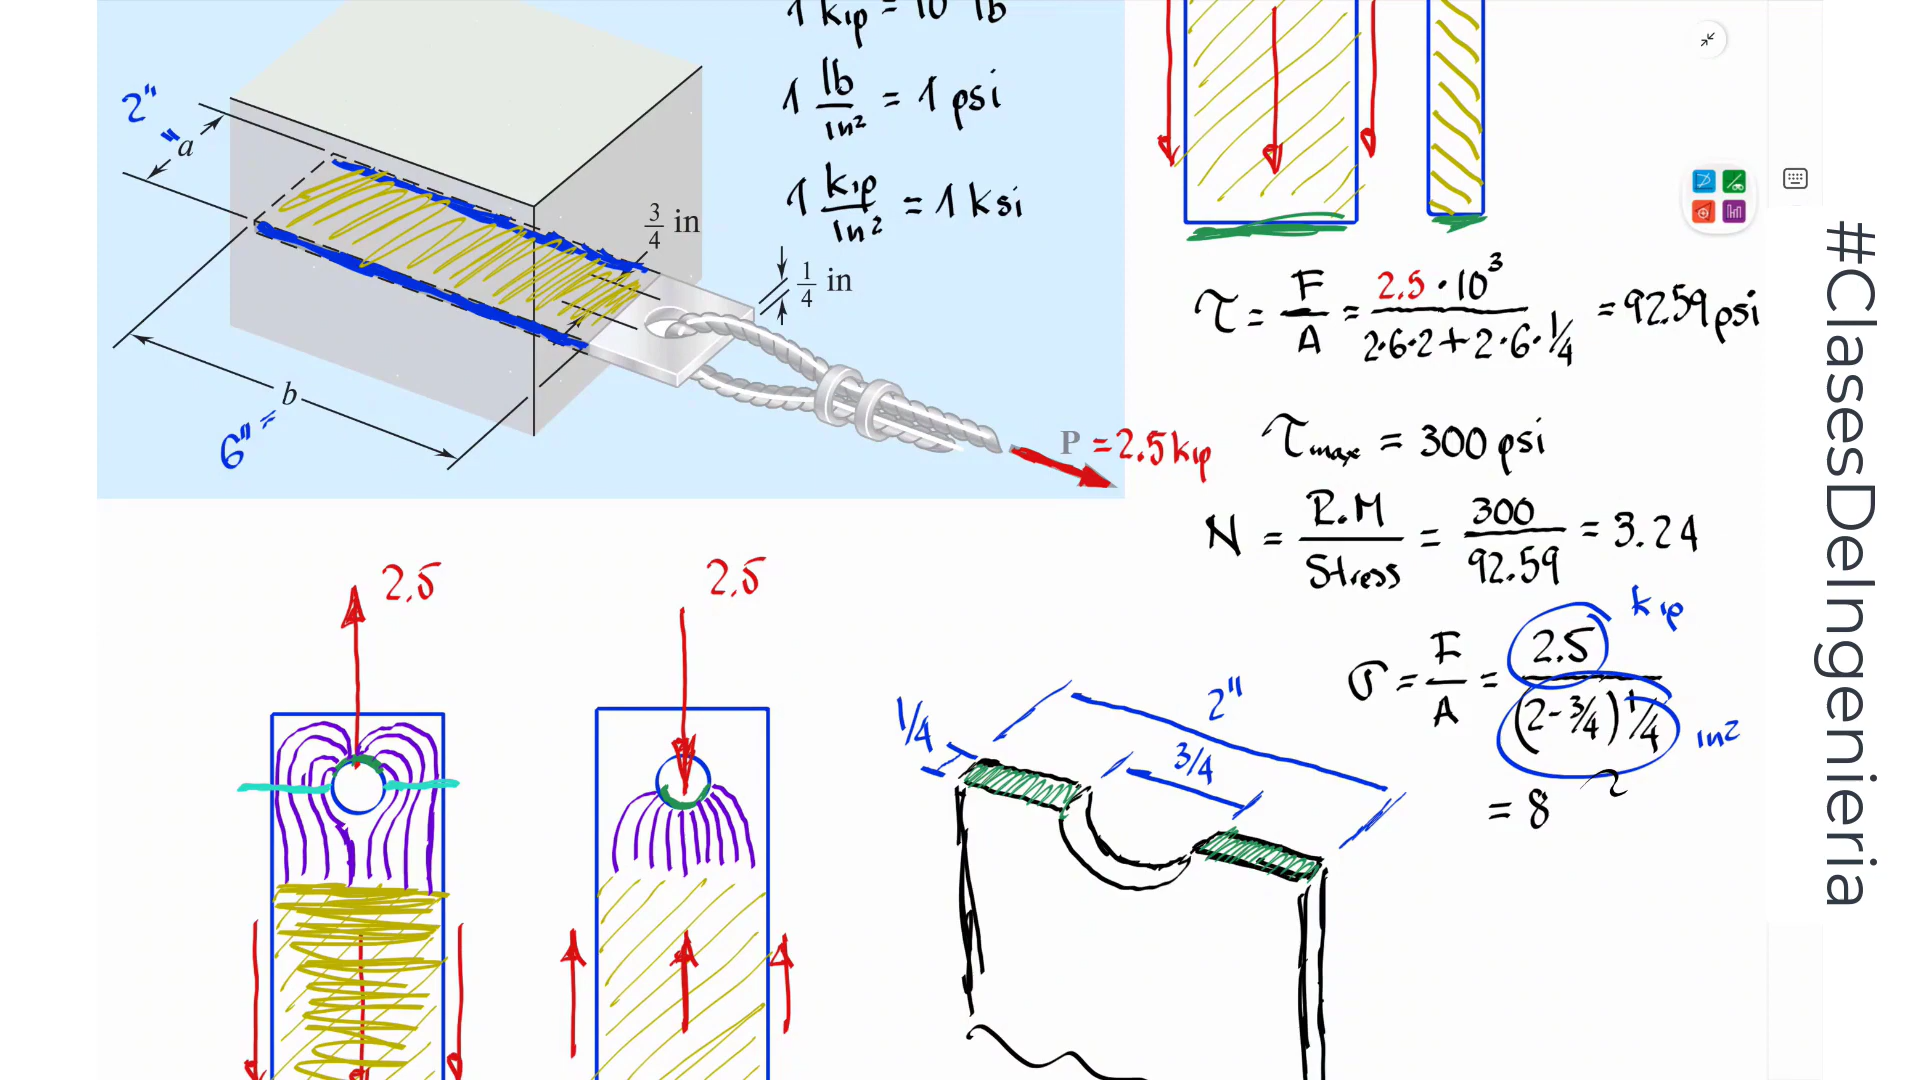 1 kip = 10 lb
1 lb/in² = 1 psi
1 kip/in² = 1 ksi
2"
a
3/4 in
1/4 in
b
6"
P = 2.5 kip
τ = F/A = 2.5·10³/(2·6·2+2·6·1/4) = 92.59 psi
τmax = 300 psi
N = R.M/Stress = 300/92.59 = 3.24
σ = F/A = 2.5/((2-3/4)1/4)
kip
in²
= 8
2
2.5
2.5
1/4
2"
3/4
#ClasesDeIngenieria